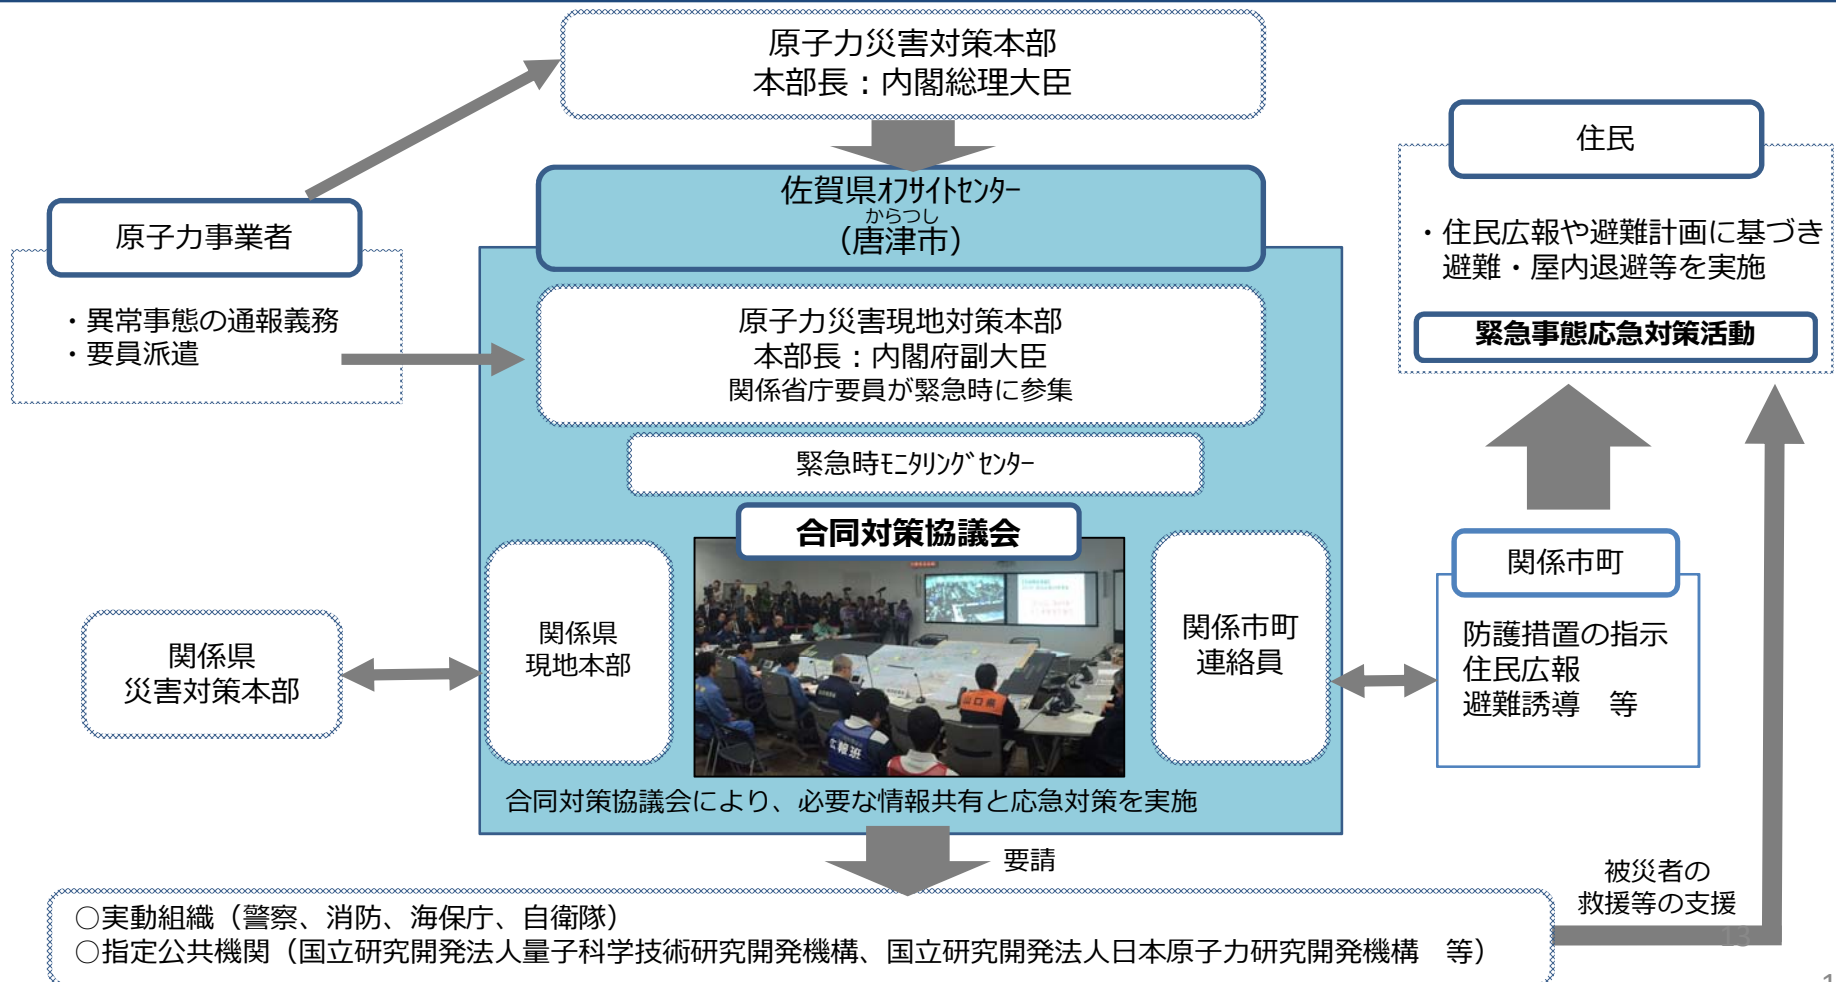 原子力災害対策本部
本部長：内閣総理大臣
佐賀県ｵﾌｻｲﾄｾﾝﾀｰ
からつし
（唐津市）
原子力事業者
・異常事態の通報義務
・要員派遣
原子力災害現地対策本部
本部長：内閣府副大臣
関係省庁要員が緊急時に参集
緊急時ﾓﾆﾀﾘﾝｸﾞｾﾝﾀｰ
合同対策協議会
関係県
災害対策本部
関係県
現地本部
広報班
山口県
関係市町
連絡員
合同対策協議会により、必要な情報共有と応急対策を実施
住民
・住民広報や避難計画に基づき
避難・屋内退避等を実施
緊急事態応急対策活動
関係市町
防護措置の指示
住民広報
避難誘導　等
要請
被災者の
救援等の支援
○実動組織（警察、消防、海保庁、自衛隊）
○指定公共機関（国立研究開発法人量子科学技術研究開発機構、国立研究開発法人日本原子力研究開発機構　等）
13